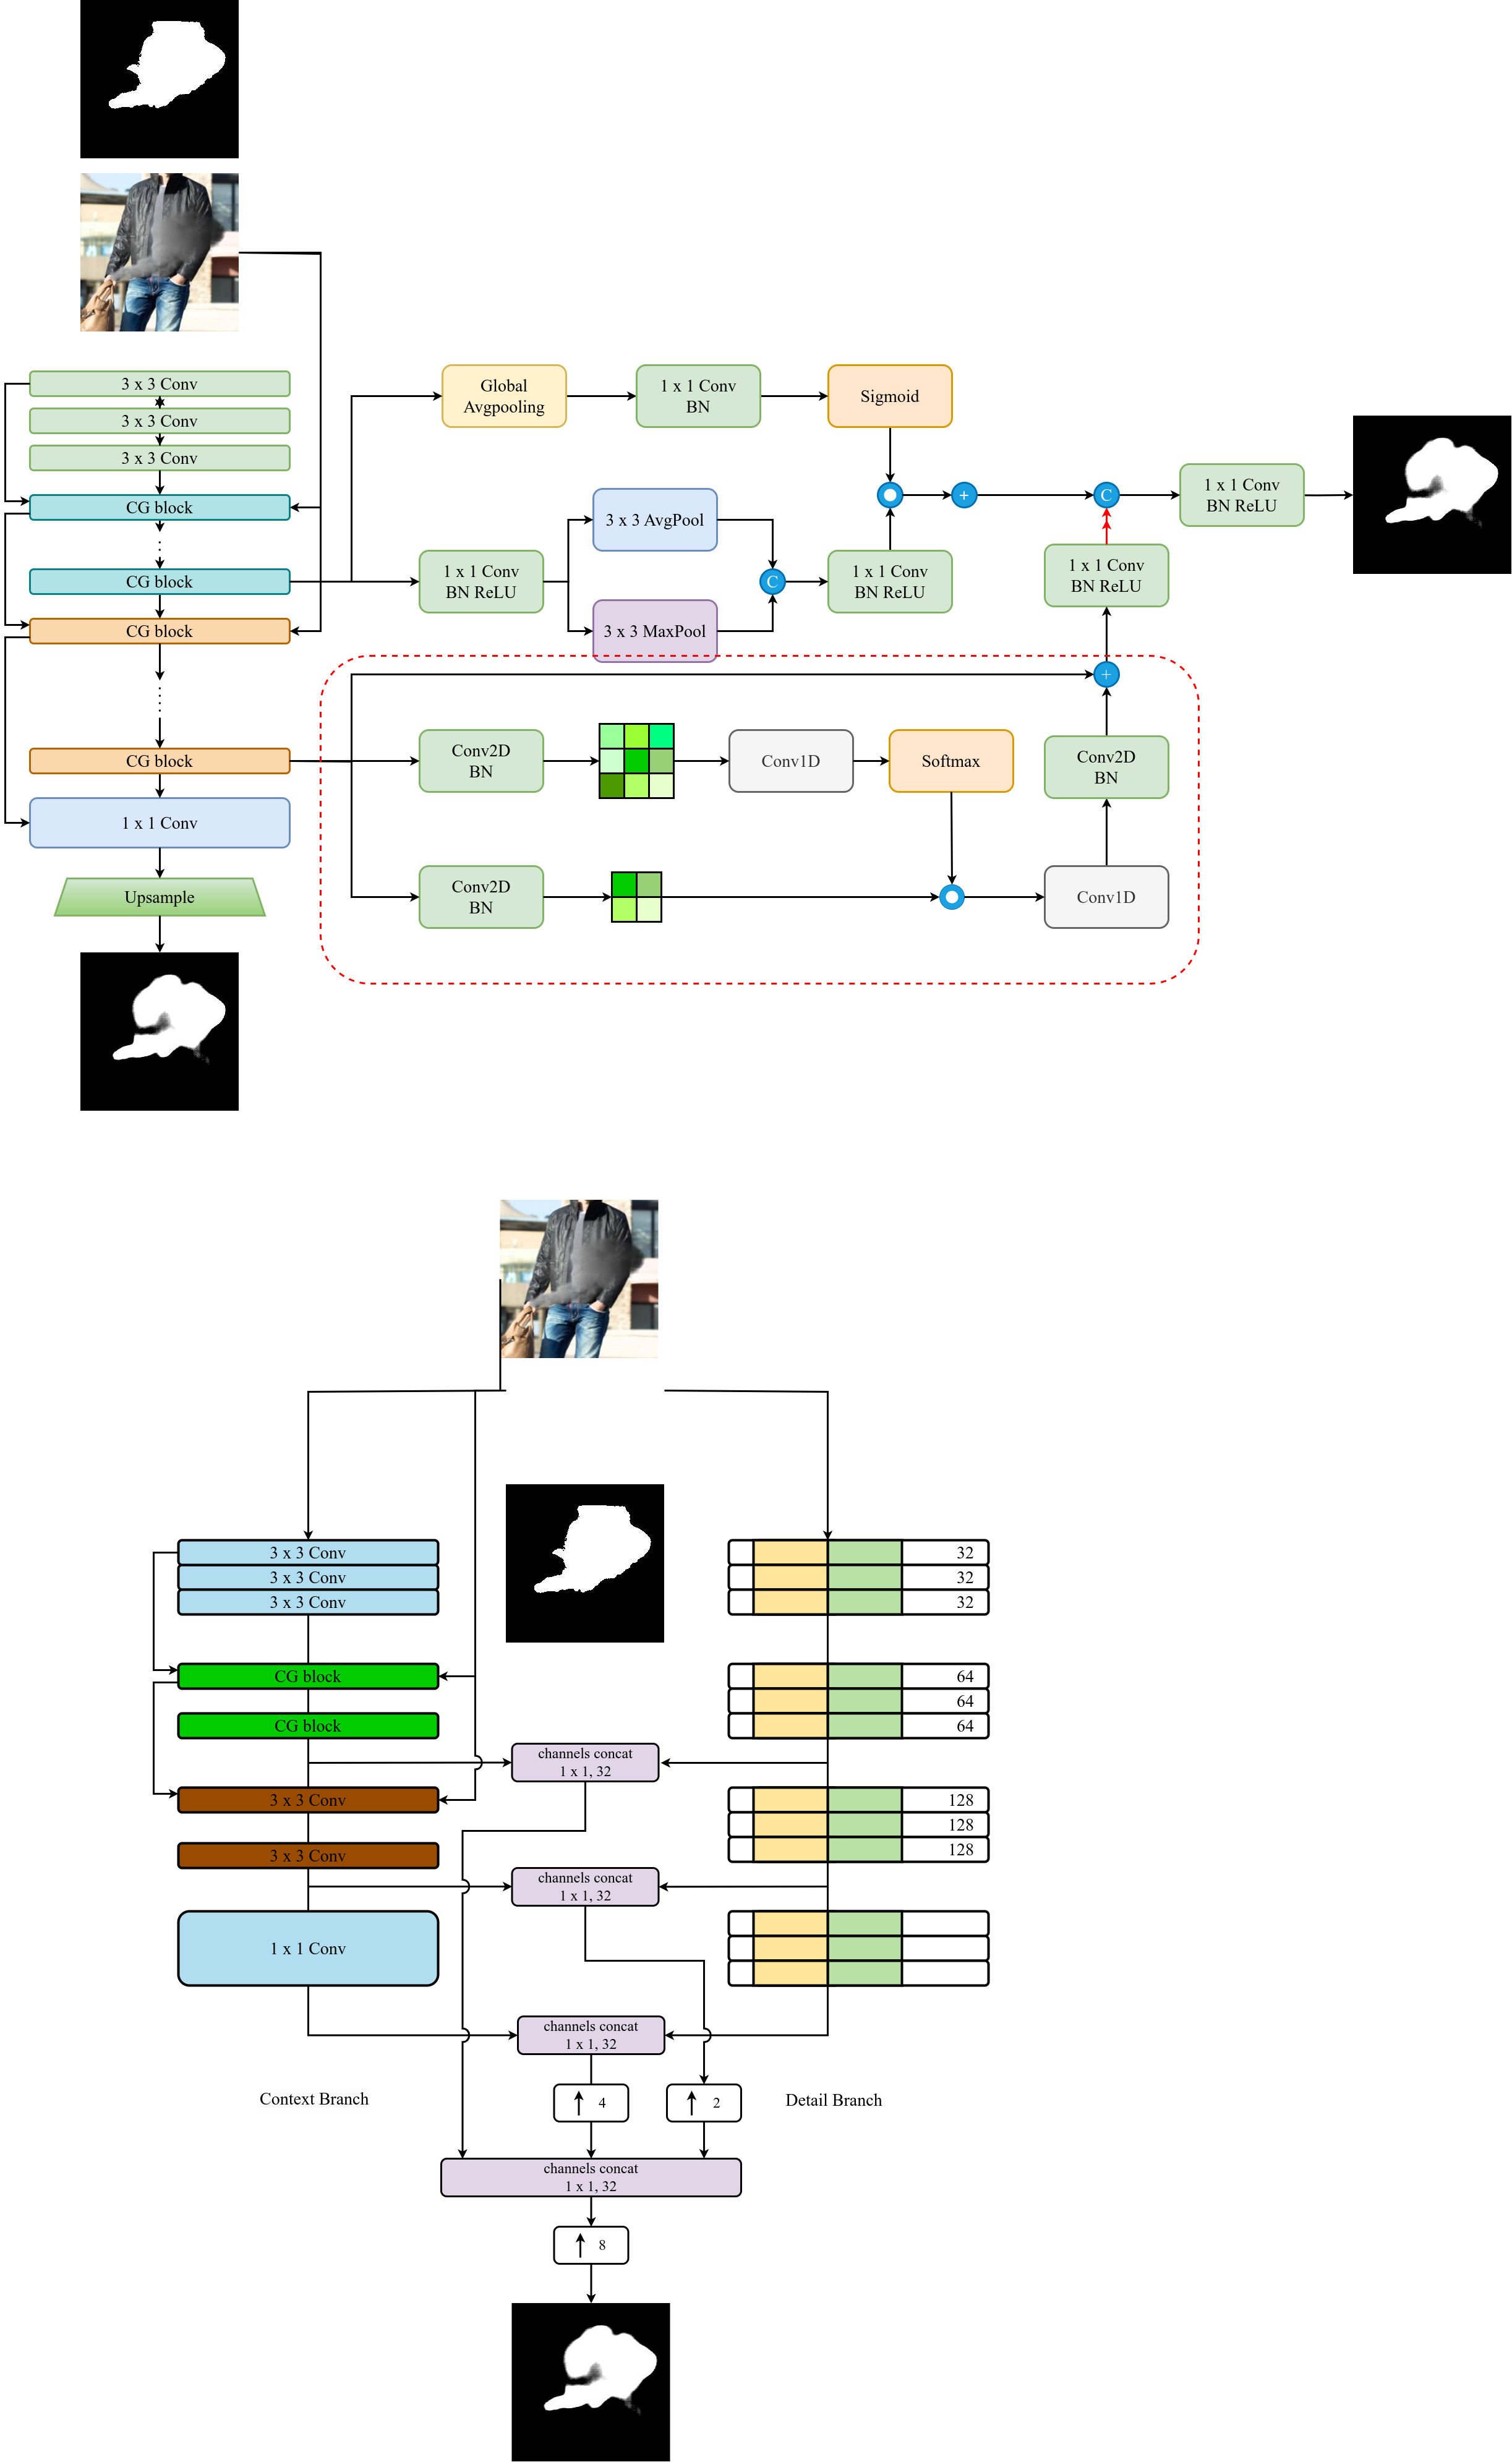 3 x 3 Conv
3 x 3 Conv
3 x 3 Conv
CG block
CG block
CG block
CG block
1 x 1 Conv
Upsample
Global
Avgpooling
1 x 1 Conv
BN
Sigmoid
1 x 1 Conv
BN ReLU
3 x 3 AvgPool
3 x 3 MaxPool
C
1 x 1 Conv
BN ReLU
+
C
1 x 1 Conv
BN ReLU
1 x 1 Conv
BN ReLU
+
Conv2D
BN
Conv1D
Softmax
Conv2D
BN
Conv2D
BN
Conv1D
3 x 3 Conv
3 x 3 Conv
3 x 3 Conv
CG block
CG block
3 x 3 Conv
3 x 3 Conv
1 x 1 Conv
32
32
32
64
64
64
128
128
128
channels concat
1 x 1, 32
channels concat
1 x 1, 32
channels concat
1 x 1, 32
Context Branch
4
2
Detail Branch
channels concat
1 x 1, 32
8